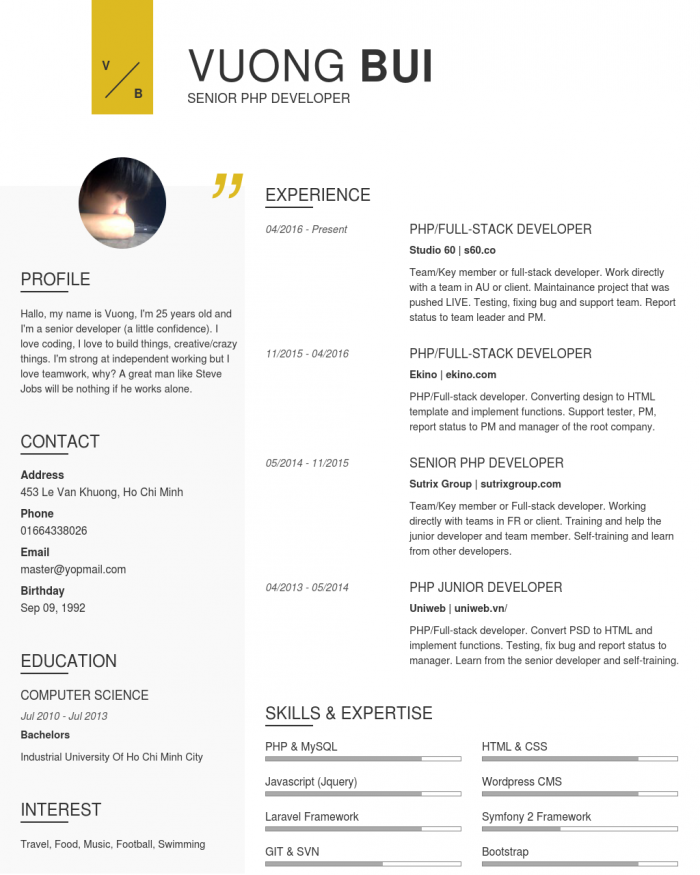 V
B
VUONG BUI
SENIOR PHP DEVELOPER
”
PROFILE
Hallo, my name is Vuong, I'm 25 years old and
I'm a senior developer (a little confidence). I
love coding, I love to build things, creative/crazy
things. I'm strong at independent working but I
love teamwork, why? A great man like Steve
Jobs will be nothing if he works alone.
CONTACT
Address
453 Le Van Khuong, Ho Chi Minh
Phone
01664338026
Email
master@yopmail.com
Birthday
Sep 09, 1992
EDUCATION
COMPUTER SCIENCE
Jul 2010 - Jul 2013
Bachelors
Industrial University Of Ho Chi Minh City
INTEREST
Travel, Food, Music, Football, Swimming
EXPERIENCE
04/2016 - Present
PHP/FULL-STACK DEVELOPER
Studio 60 | s60.co
Team/Key member or full-stack developer. Work directly
with a team in AU or client. Maintainance project that was
pushed LIVE. Testing, fixing bug and support team. Report
status to team leader and PM.
11/2015 - 04/2016
PHP/FULL-STACK DEVELOPER
Ekino | ekino.com
PHP/Full-stack developer. Converting design to HTML
template and implement functions. Support tester, PM,
report status to PM and manager of the root company.
05/2014 - 11/2015
SENIOR PHP DEVELOPER
Sutrix Group | sutrixgroup.com
Team/Key member or Full-stack developer. Working
directly with teams in FR or client. Training and help the
junior developer and team member. Self-training and learn
from other developers.
04/2013 - 05/2014
PHP JUNIOR DEVELOPER
Uniweb | uniweb.vn/
PHP/Full-stack developer. Convert PSD to HTML and
implement functions. Testing, fix bug and report status to
manager. Learn from the senior developer and self-training.
SKILLS & EXPERTISE
PHP & MySQL
HTML & CSS
Javascript (Jquery)
Wordpress CMS
Laravel Framework
Symfony 2 Framework
GIT & SVN
Bootstrap